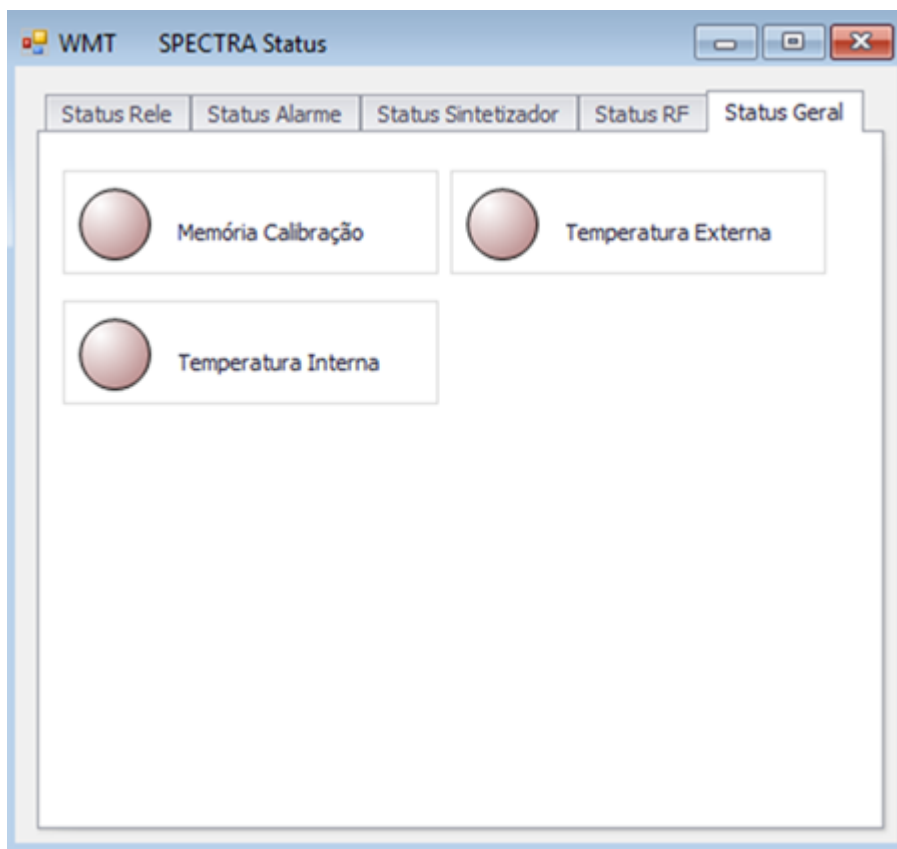 WMT SPECTRA Status
Status Rele Status Alarme Status Sintetizador Status RF Status Geral
Memória Calibração Temperatura Externa
Temperatura Interna